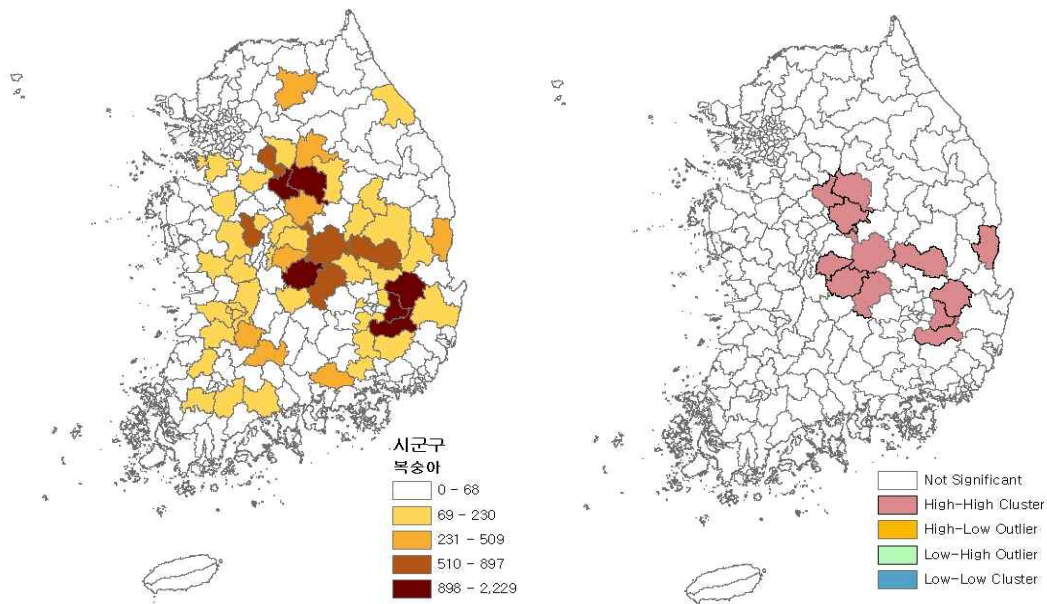 시군구
복숭아
0 - 68
69 - 230
231 - 509
510 - 897
898 - 2,229
Not Significant
High-High Cluster
High-Low Outlier
Low-High Outlier
Low-Low Cluster